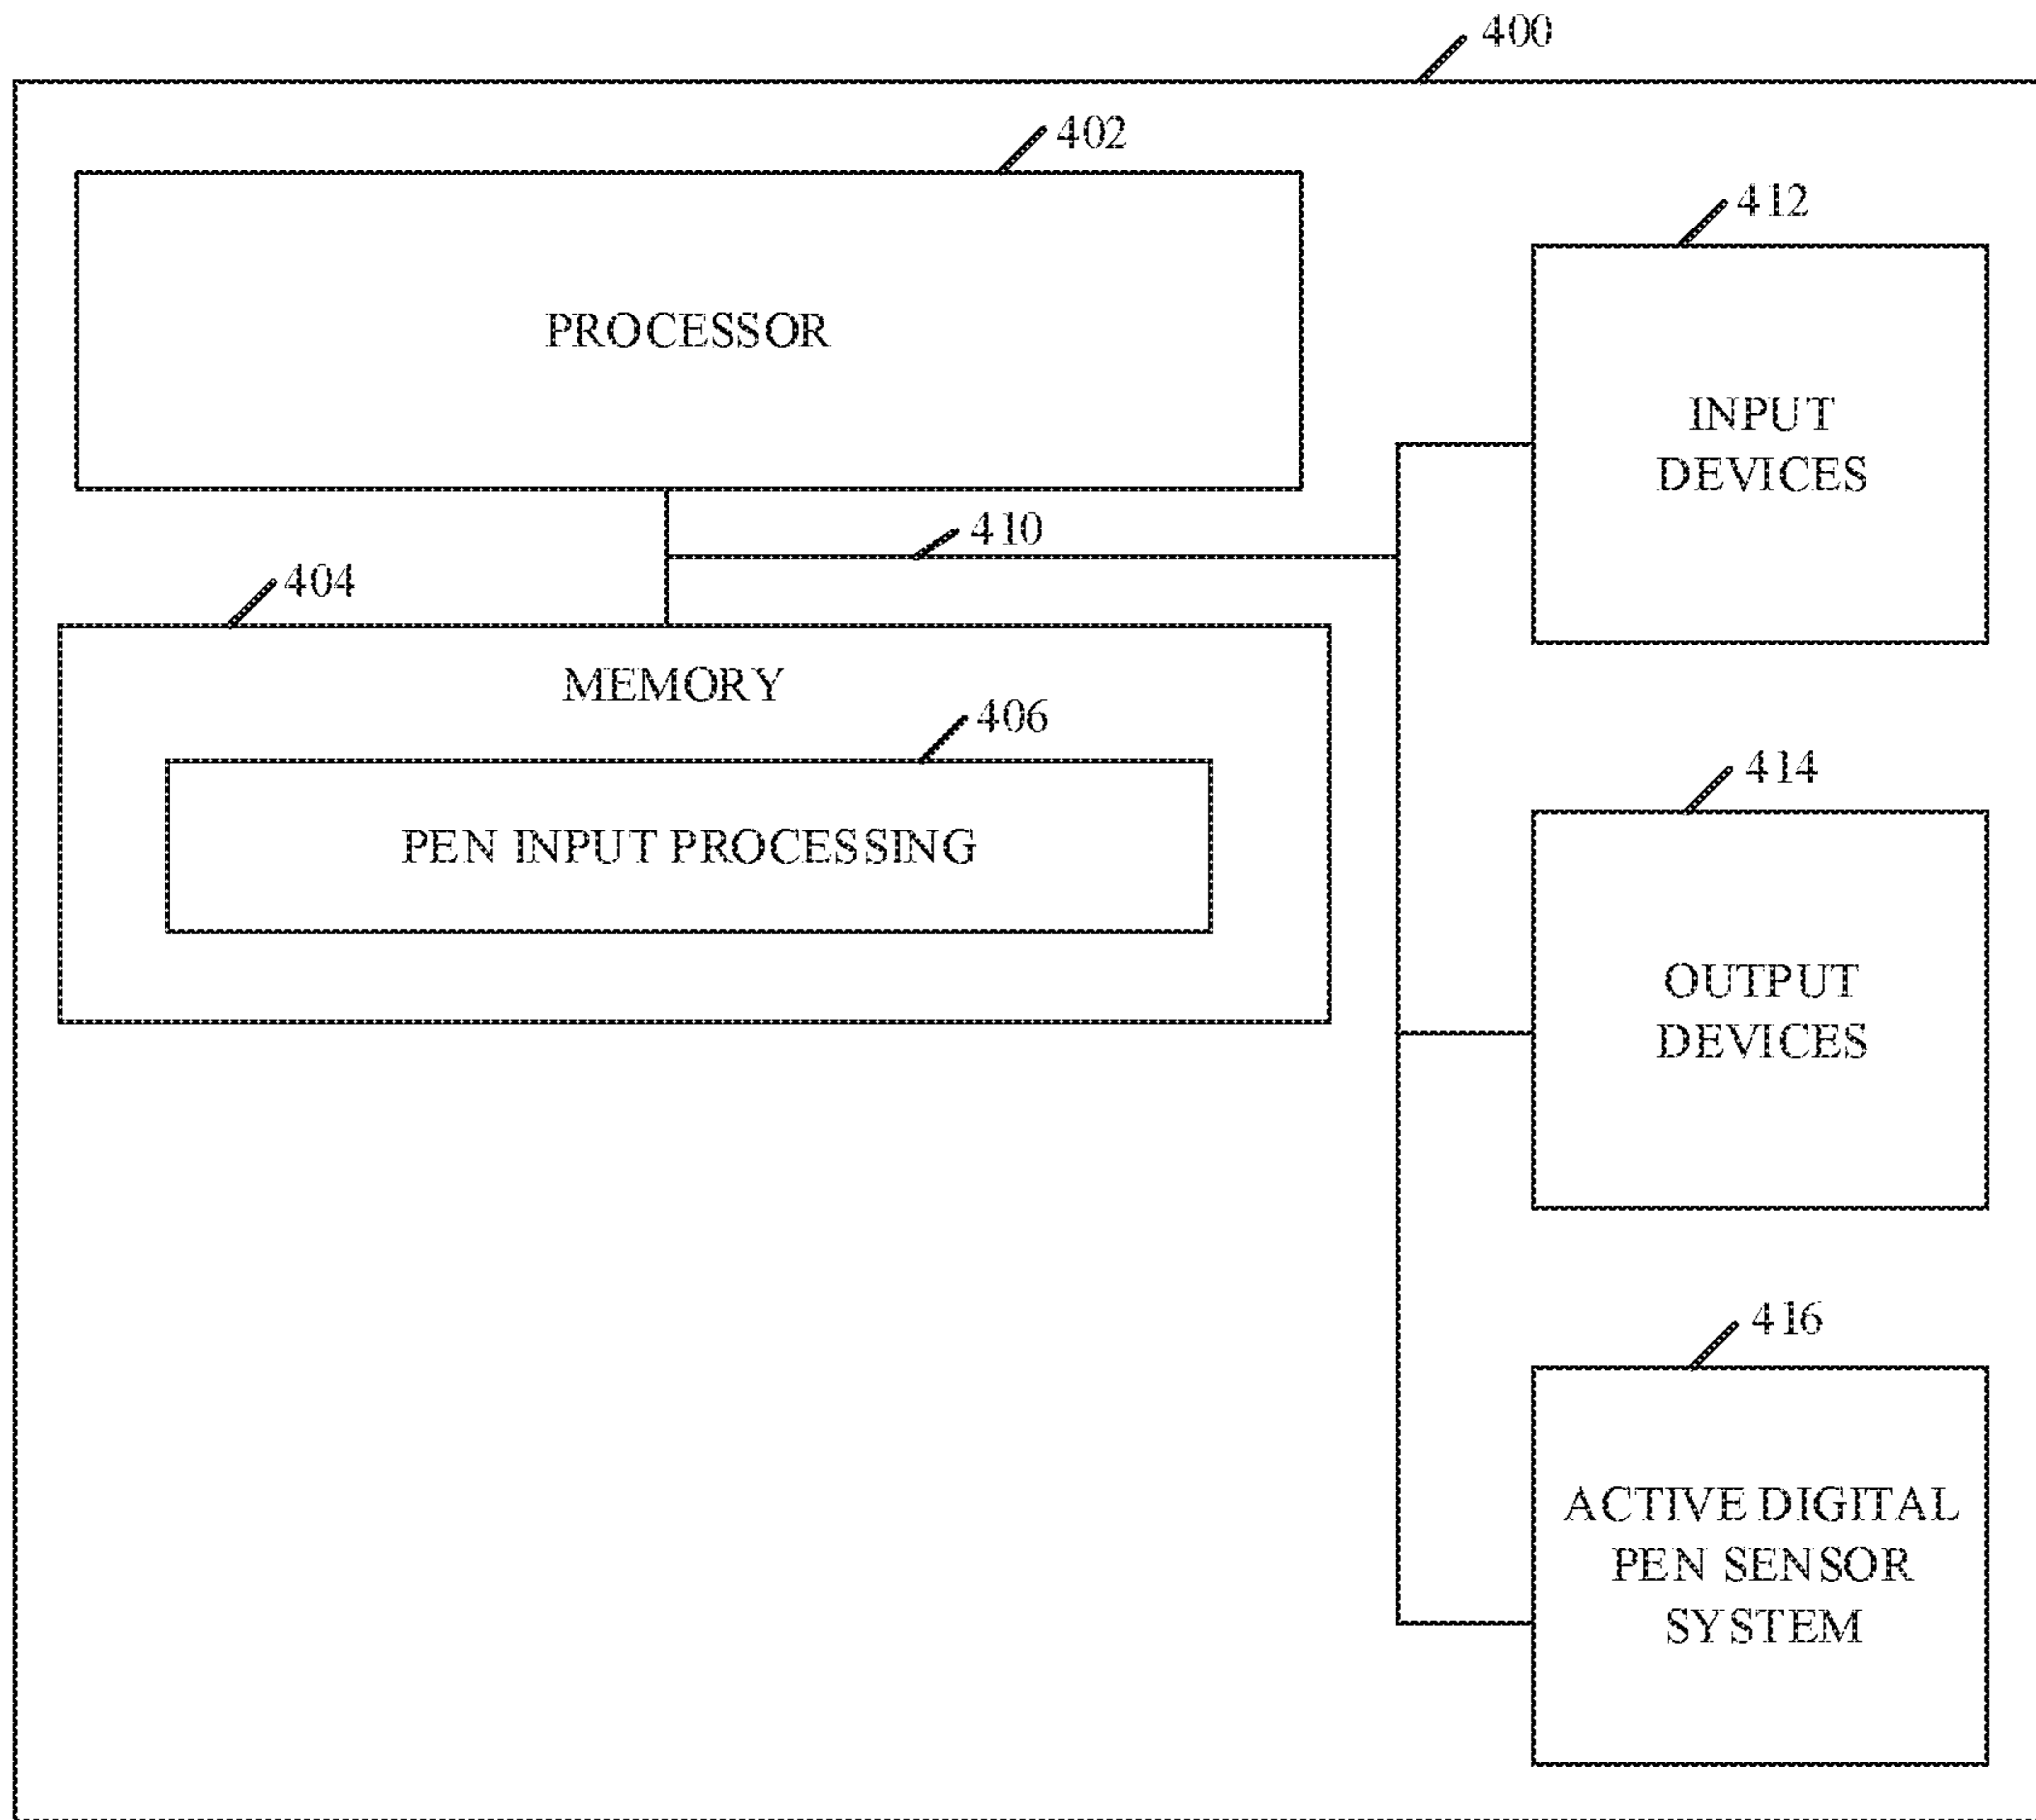 400
402
PROCESSOR
412
INPUT
DEVICES
410
404
MEMORY
406
PEN INPUT PROCESSING
414
OUTPUT
DEVICES
416
ACTIVE DIGITAL
PEN SENSOR
SYSTEM